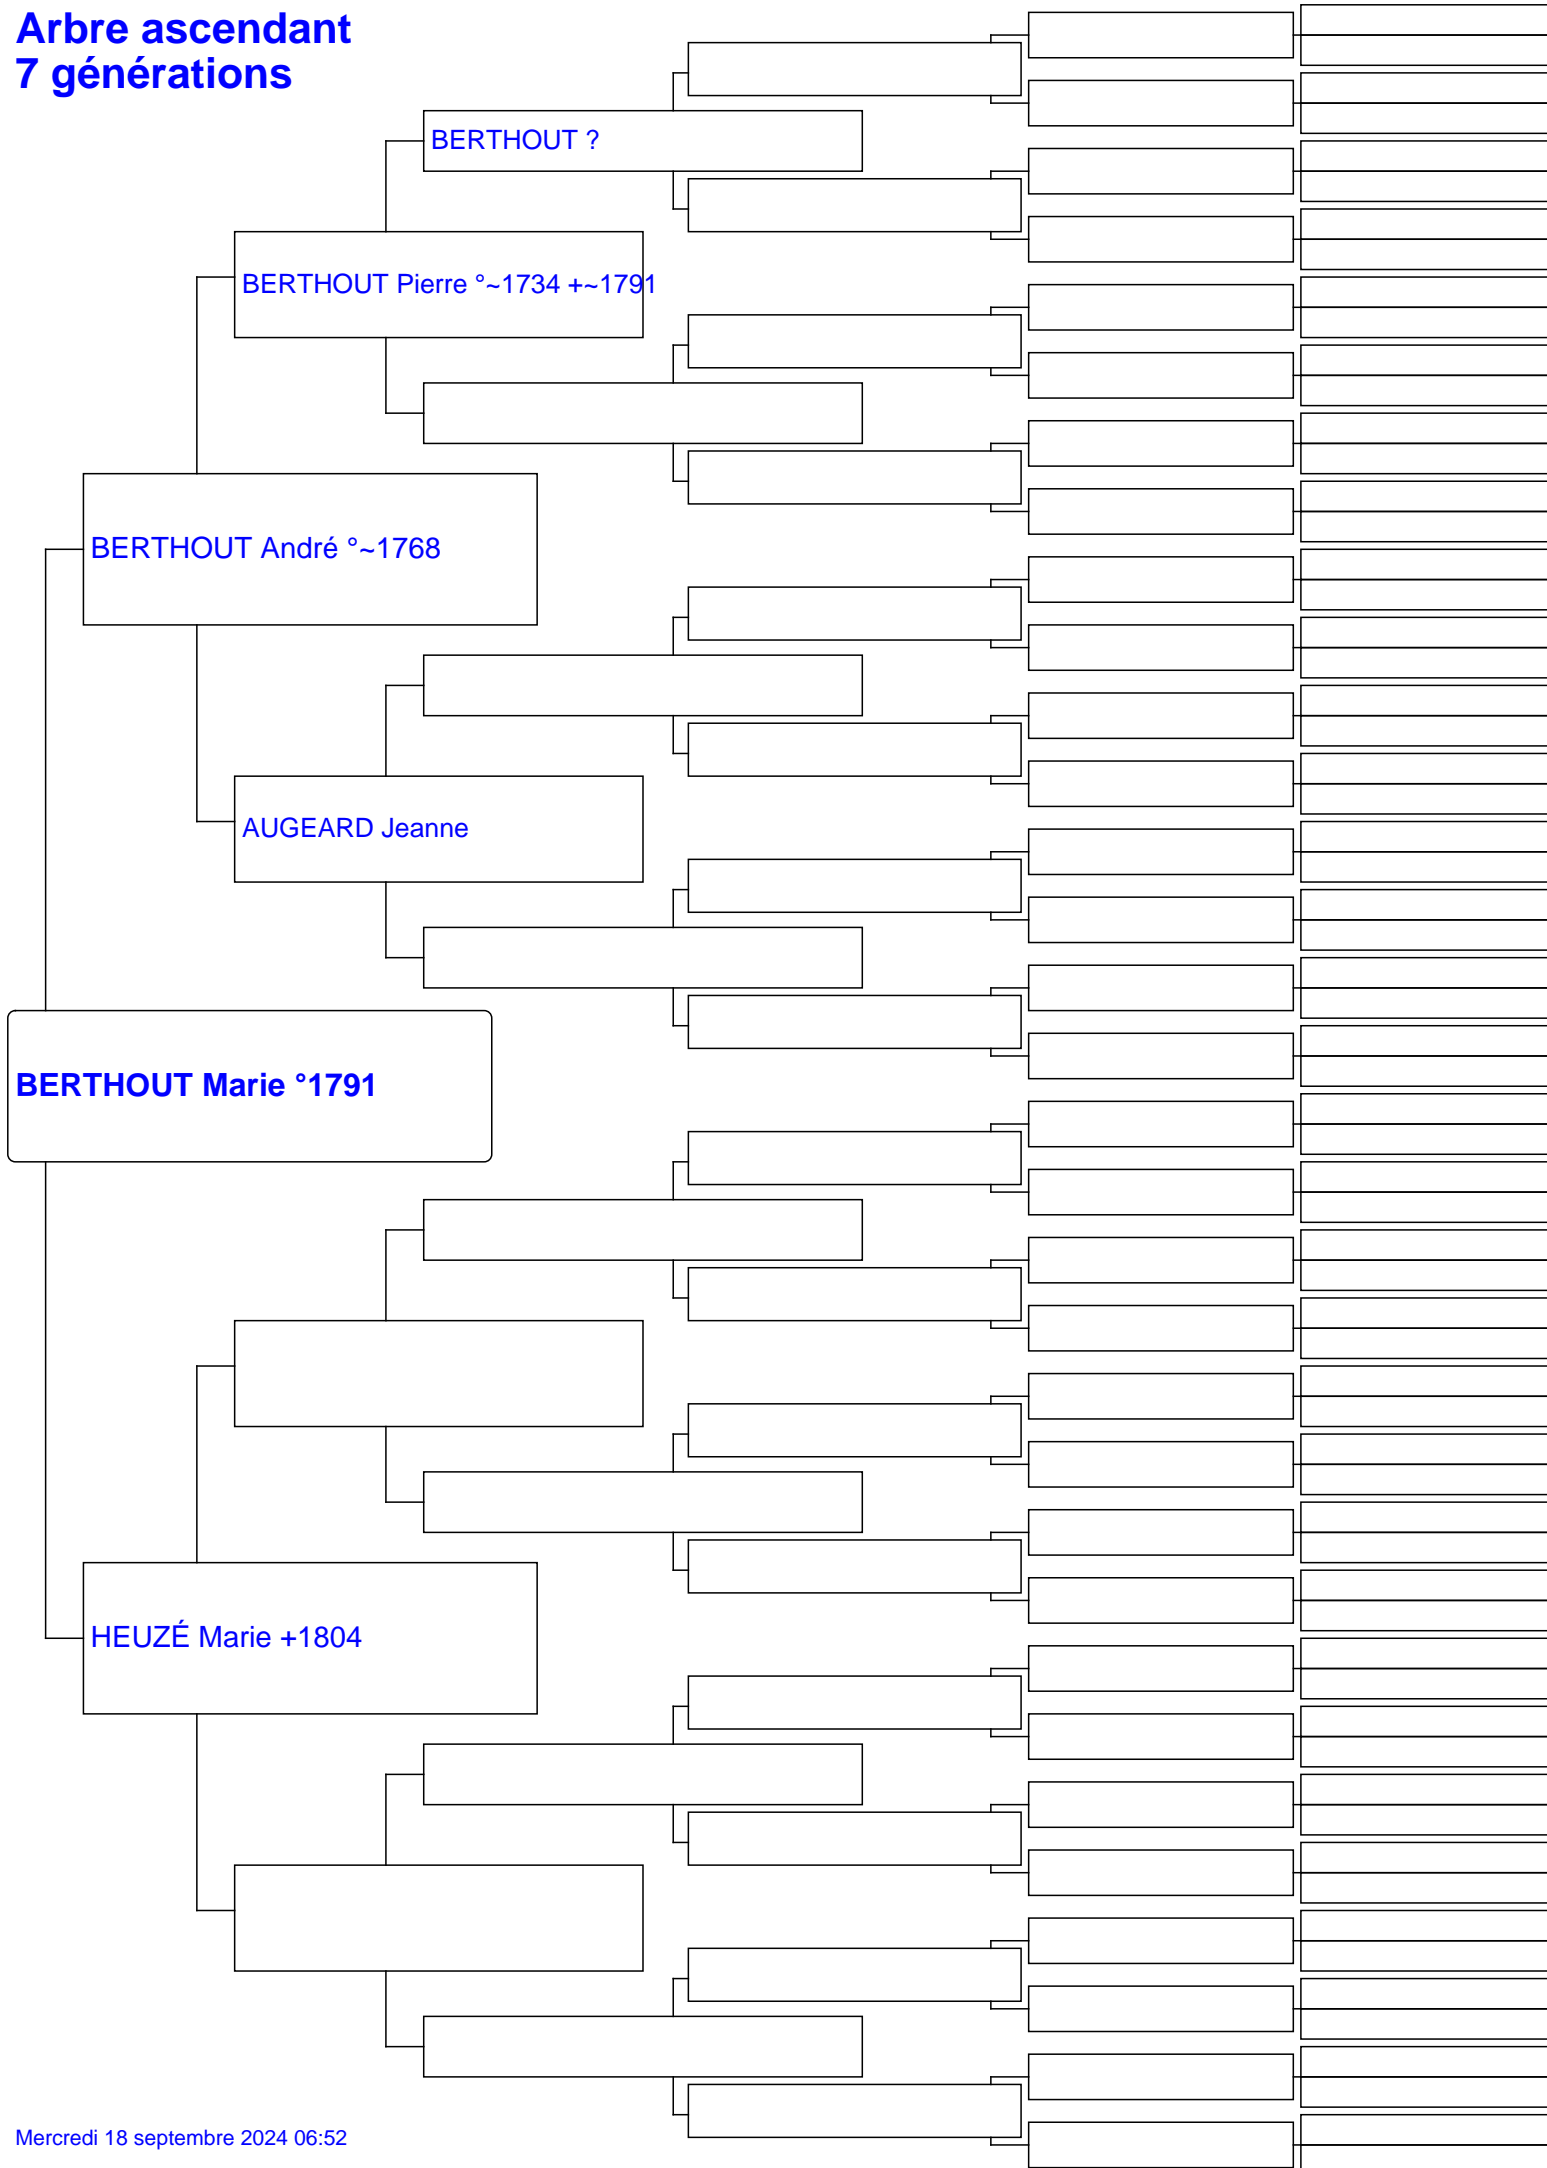 Arbre ascendant
7 générations
BERTHOUT ?
BERTHOUT Pierre °~1734 +~1791
BERTHOUT André °~1768
AUGEARD Jeanne
BERTHOUT Marie °1791
HEUZÉ Marie +1804
Mercredi 18 septembre 2024 06:52